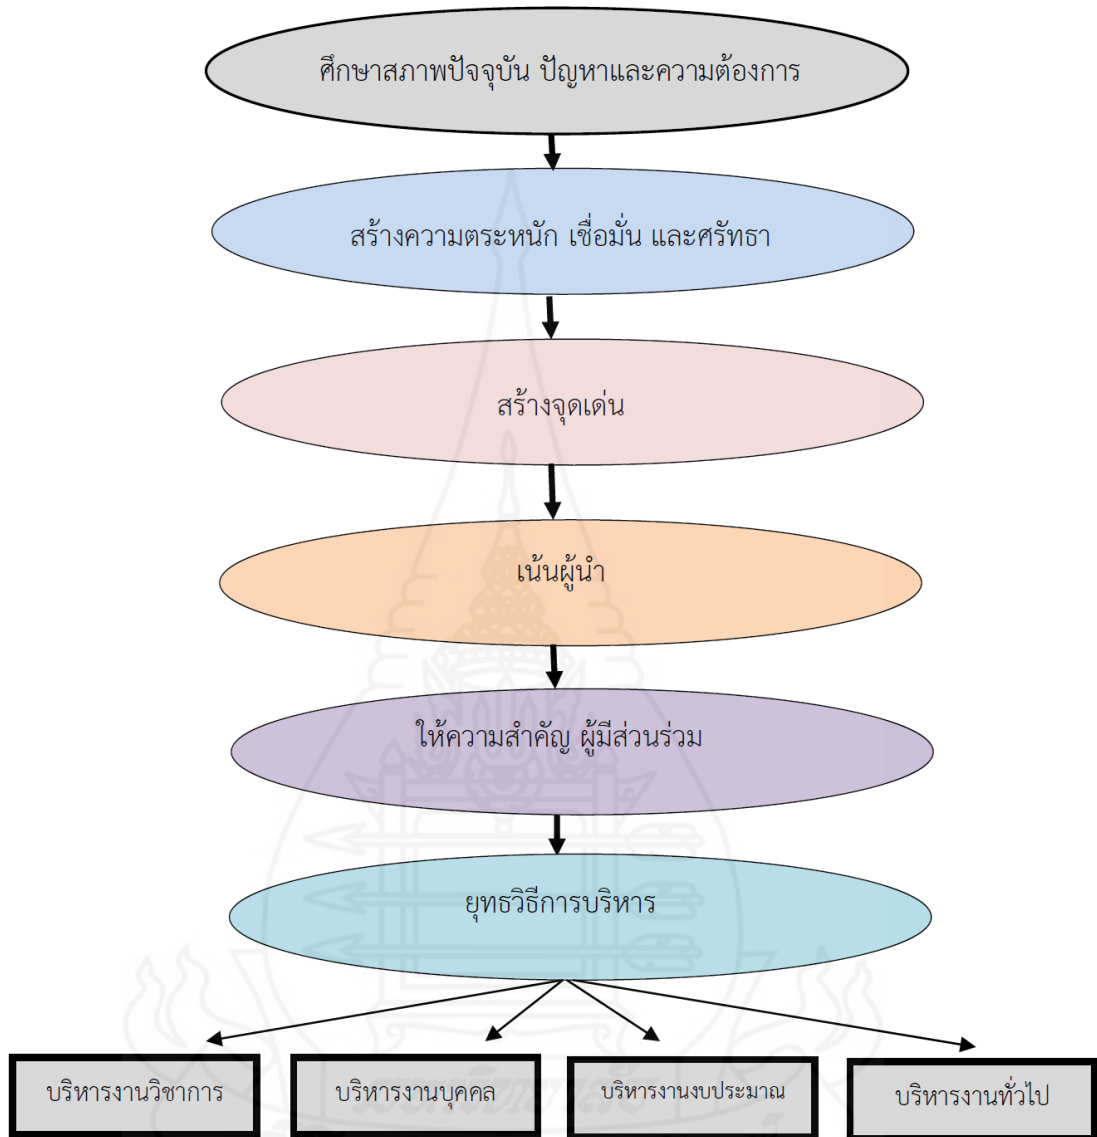 ศึกษาสภาพปัจจุบัน ปัญหาและความต้องการ
สร้างความตระหนัก เชื่อมั่น และศรัทธา
สร้างจุดเด่น
เน้นผู้นำ
ให้ความสำคัญ ผู้มีส่วนร่วม
ยุทธวิธีการบริหาร
บริหารงานวิชาการ
บริหารงานบุคคล
บริหารงานงบประมาณ
บริหารงานทั่วไป